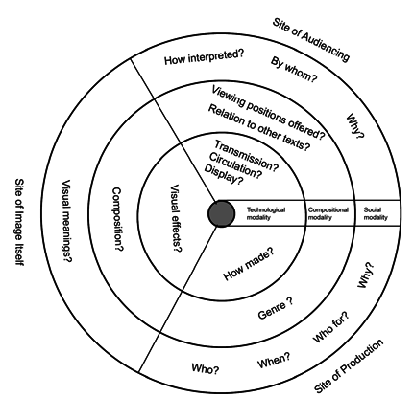 Site of Audiencing
How interpreted?
By whom?
Why?
Viewing positions offered?
Relation to other texts?
Transmission?
Circulation?
Display?
Site of Image Itself
Visual meanings?
Composition?
Visual effects?
Technological
modality
Compositional
modality
Social
modality
How made?
Genre ?
Who?
When?
Who for?
Why?
Site of Production